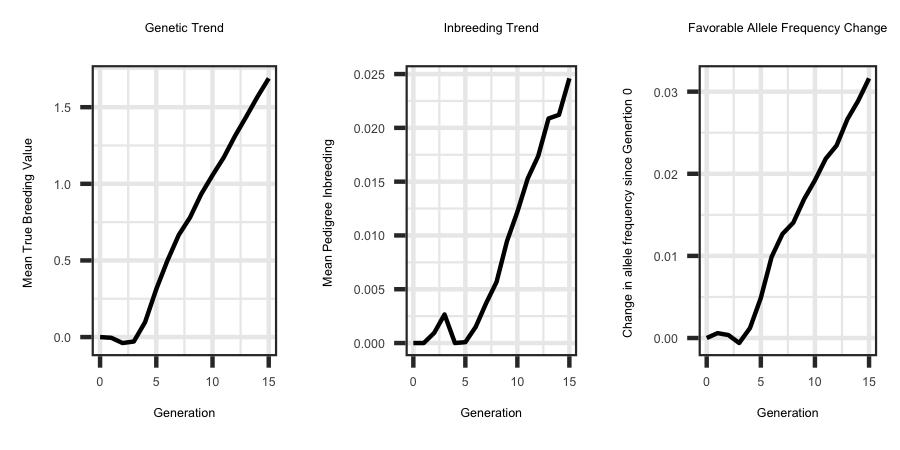 Genetic Trend
Mean True Breeding Value
1.5
1.0
0.5
0.0
0 5 10 15
Generation
Inbreeding Trend
Mean Pedigree Inbreeding
0.025
0.020
0.015
0.010
0.005
0.000
0 5 10 15
Generation
Favorable Allele Frequency Change
Change in allele frequency since Genertion 0
0.03
0.02
0.01
0.00
0 5 10 15
Generation